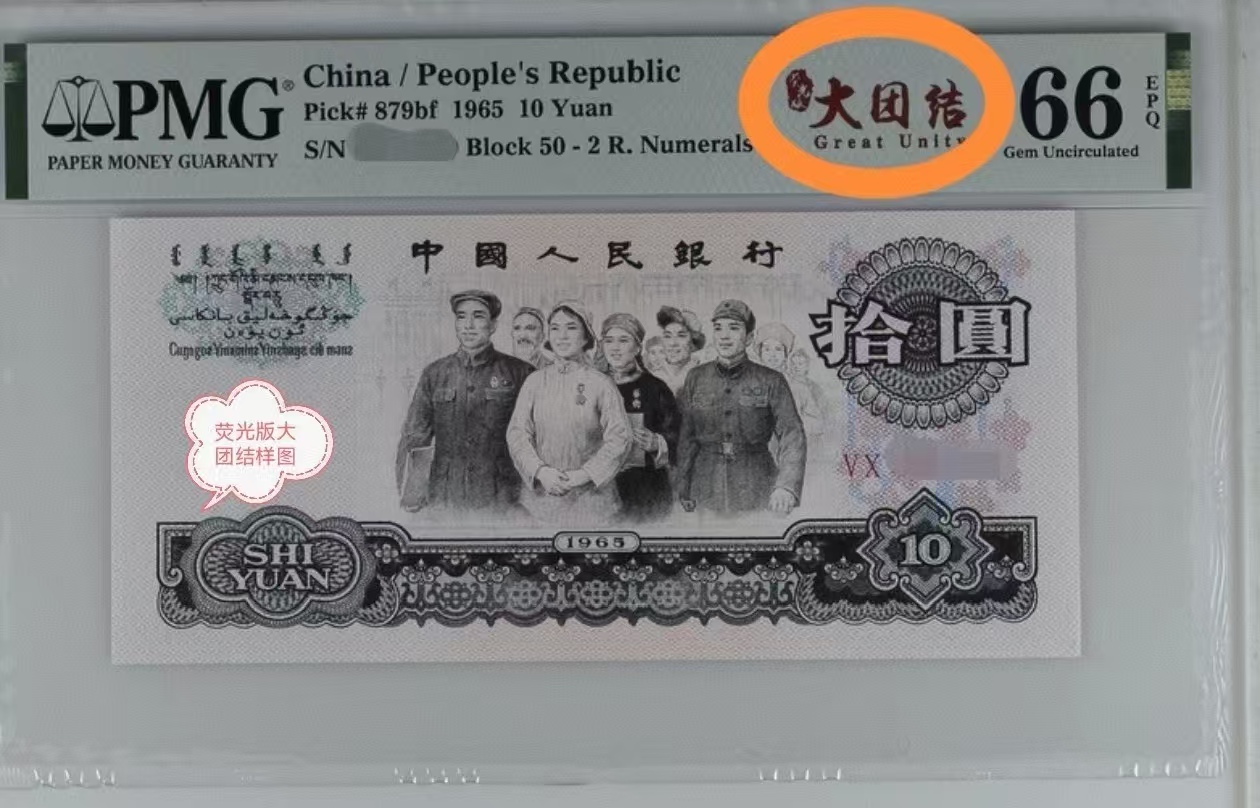 PMG®
PAPER MONEY GUARANTY
China / People's Republic
Pick# 879bf 1965 10 Yuan
S/N
Block 50 - 2 R. Numerals
大团结
Great Unity
66
EPQ
Gem Uncirculated
中國人民銀行
拾圓
荧光版大
团结样图
VX
1965
SHI
YUAN
10